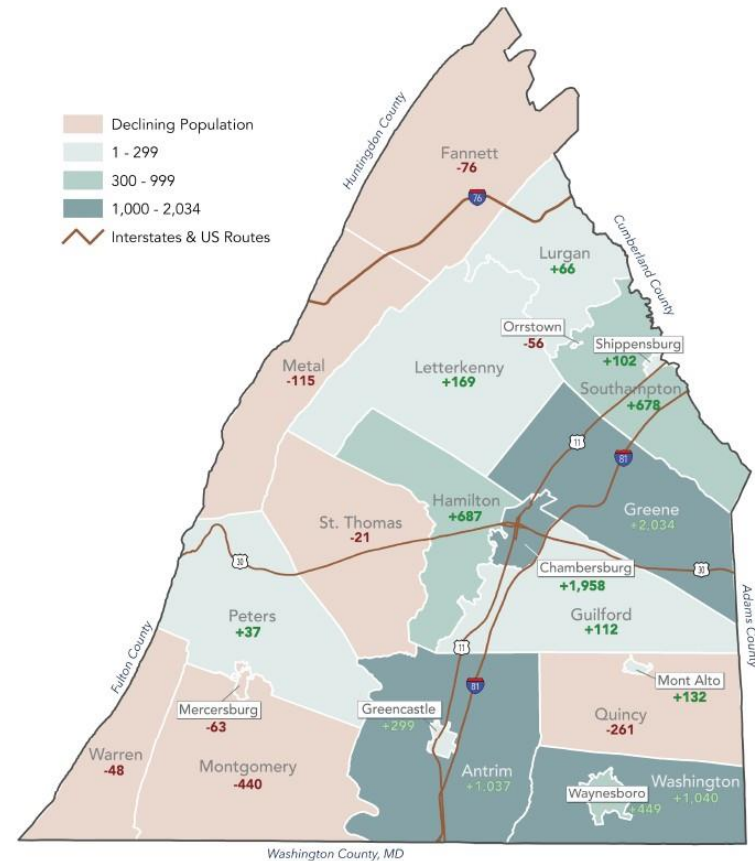 Declining Population
1 - 299
300 - 999
1,000 - 2,034
Interstates & US Routes
Huntingdon County
Fannett
-76
76
Cumberland County
Lurgan
+66
Orrstown
-56
Shippensburg
+102
Metal
-115
Letterkenny
+169
Southampton
+678
11
81
Hamilton
+687
St. Thomas
-21
Greene
+2,034
30
Chambersburg
+1,958
30
Adams County
Peters
+37
Guilford
+112
11
Fulton County
81
Mont Alto
+132
Mercersburg
-63
Greencastle
+299
Quincy
-261
Warren
-48
Montgomery
-440
Antrim
+1,037
Washington
+1,040
Waynesboro
+449
Washington County, MD